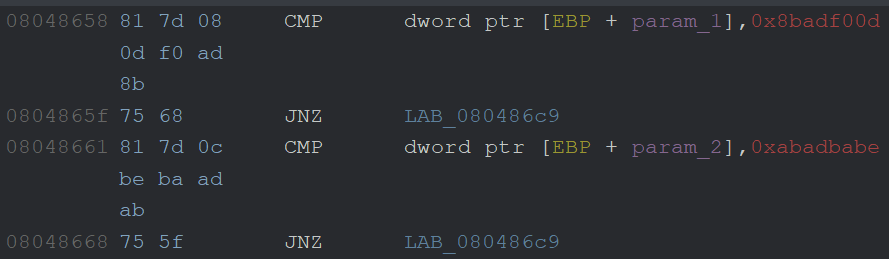 08048658 81 7d 08 CMP dword ptr [EBP + param_1],0x8badf00d
0d f0 ad
8b
0804865f 75 68 JNZ LAB_080486c9
08048661 81 7d 0c CMP dword ptr [EBP + param_2],0xabadbabe
be ba ad
ab
08048668 75 5f JNZ LAB_080486c9